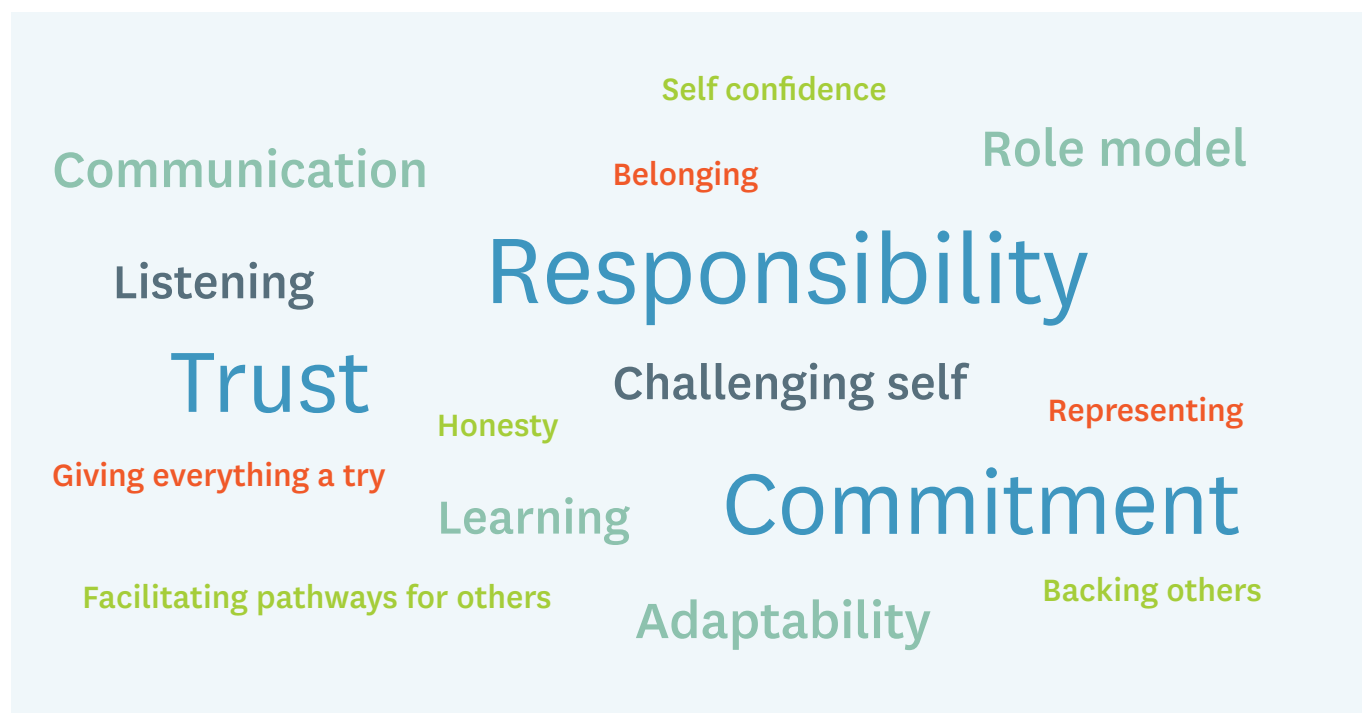 Self confidence
Communication
Role model
Belonging
Responsibility
Listening
Trust
Challenging self
Representing
Honesty
Giving everything a try
Commitment
Learning
Facilitating pathways for others
Backing others
Adaptability